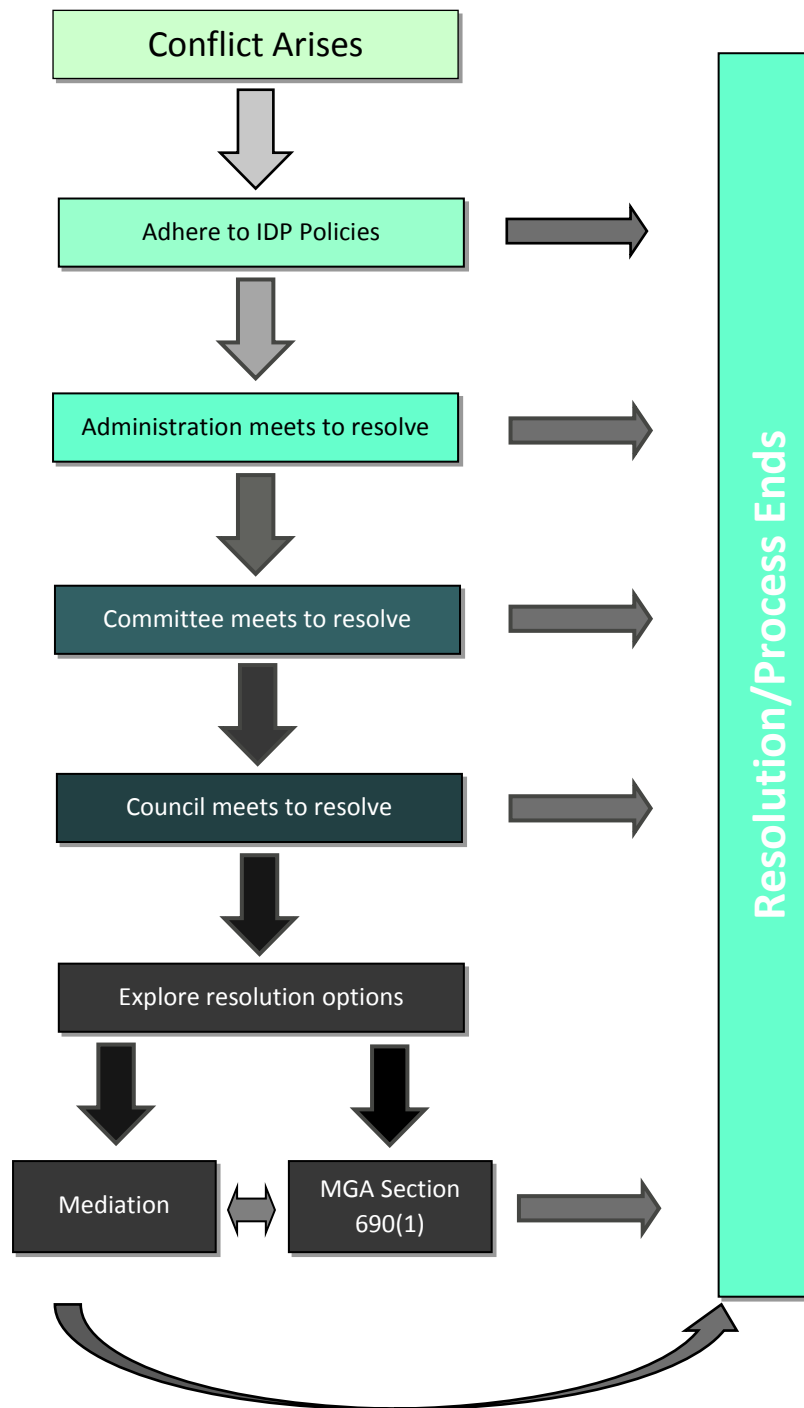 Conflict Arises
Adhere to IDP Policies
Administration meets to resolve
Committee meets to resolve
Council meets to resolve
Explore resolution options
Mediation
MGA Section
690(1)
Resolution/Process Ends